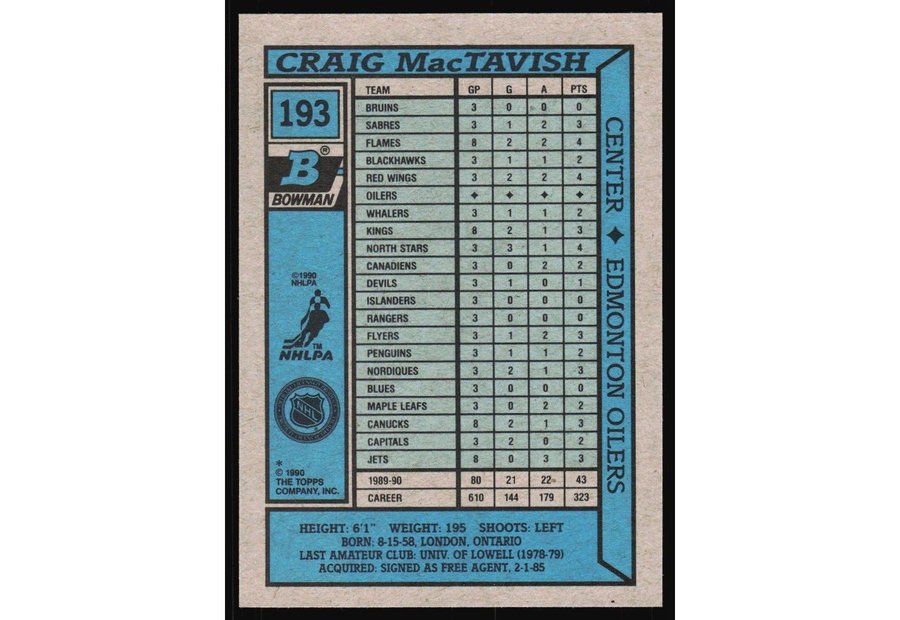 CRAIG MacTAVISH
193
B®
BOWMAN
©1990
NHLPA
TM
NHLPA
NHL
*
© 1990
THE TOPPS
COMPANY, INC.
TEAM GP G A PTS
BRUINS 3 0 0 0
SABRES 3 1 2 3
FLAMES 8 2 2 4
BLACKHAWKS 3 1 1 2
RED WINGS 3 2 2 4
OILERS ✦ ✦ ✦ ✦
WHALERS 3 1 1 2
KINGS 8 2 1 3
NORTH STARS 3 3 1 4
CANADIENS 3 0 2 2
DEVILS 3 1 0 1
ISLANDERS 3 0 0 0
RANGERS 3 0 0 0
FLYERS 3 1 2 3
PENGUINS 3 1 1 2
NORDIQUES 3 2 1 3
BLUES 3 0 0 0
MAPLE LEAFS 3 0 2 2
CANUCKS 8 2 1 3
CAPITALS 3 2 0 2
JETS 8 0 3 3
1989-90 80 21 22 43
CAREER 610 144 179 323
CENTER ✦ EDMONTON OILERS
HEIGHT: 6'1" WEIGHT: 195 SHOOTS: LEFT
BORN: 8-15-58, LONDON, ONTARIO
LAST AMATEUR CLUB: UNIV. OF LOWELL (1978-79)
ACQUIRED: SIGNED AS FREE AGENT, 2-1-85